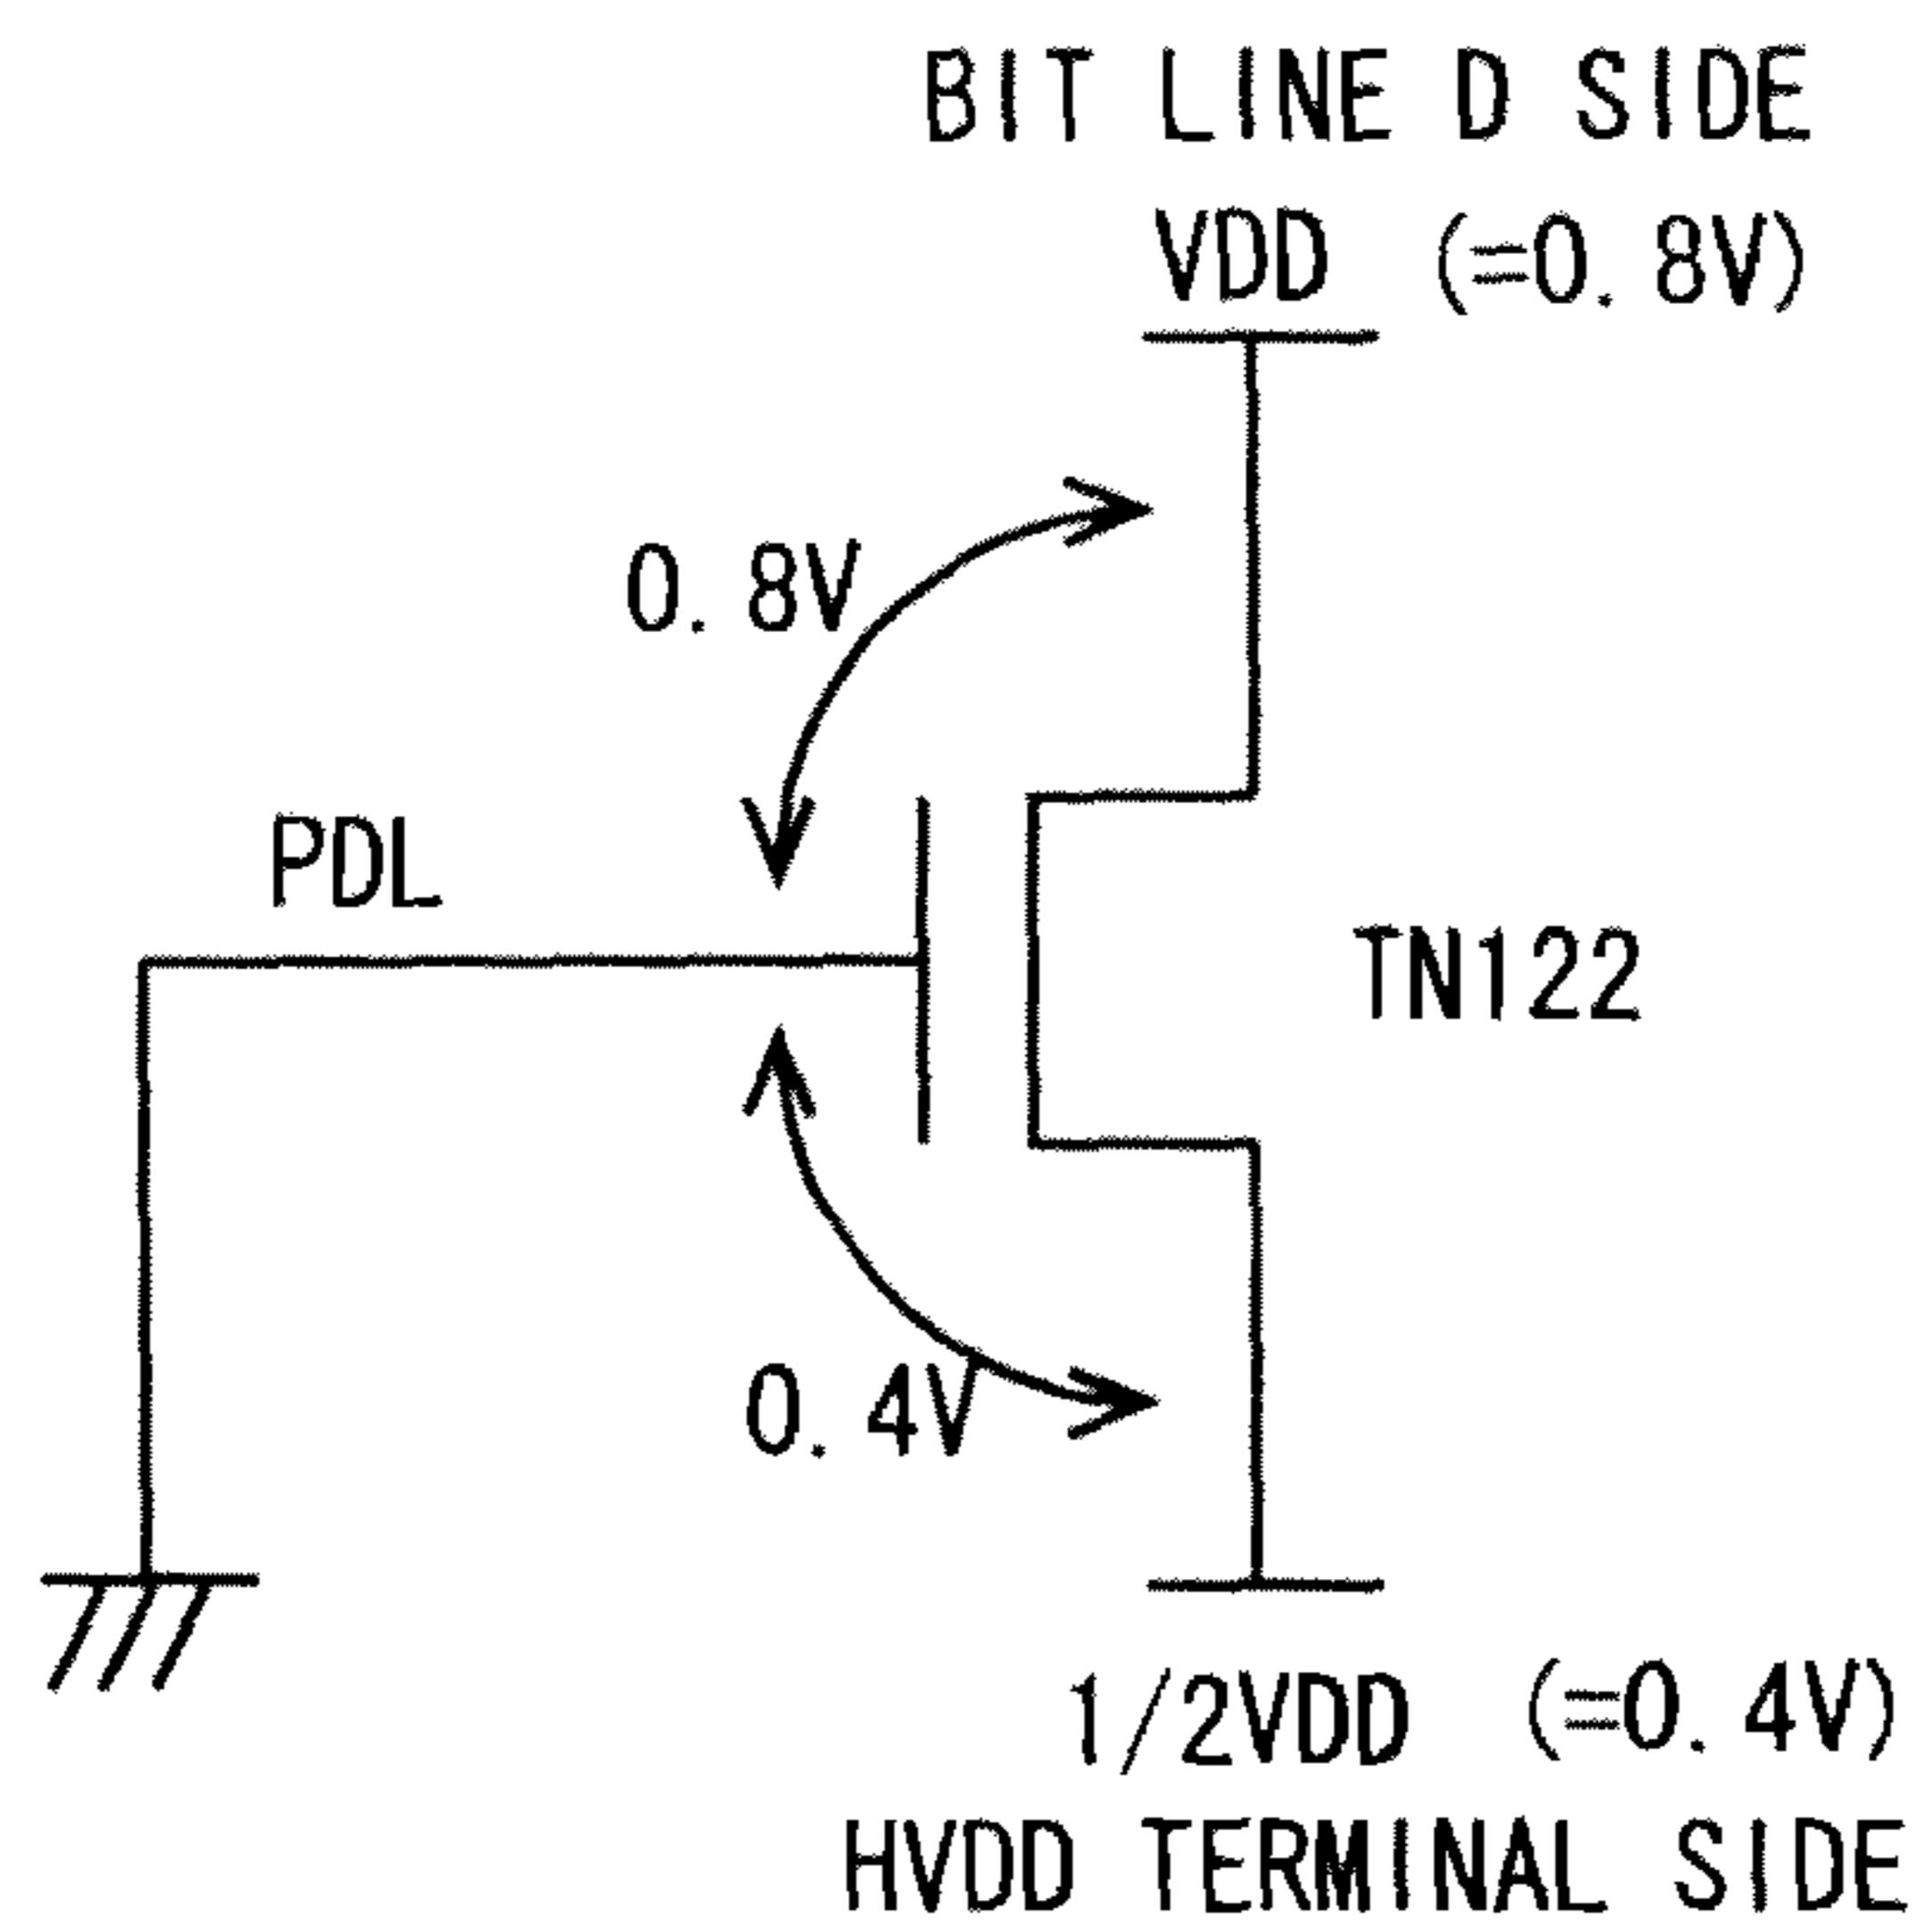 BIT LINE D SIDE
VDD (=0.8V)
0.8V
PDL
TN122
0.4V
1/2VDD (=0.4V)
HVDD TERMINAL SIDE